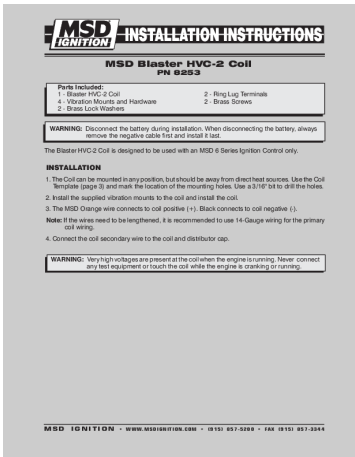 MSD
IGNITION
INSTALLATION INSTRUCTIONS
MSD Blaster HVC-2 Coil
PN 8253
Parts Included:
1 - Blaster HVC-2 Coil
4 - Vibration Mounts and Hardware
2 - Brass Lock Washers
2 - Ring Lug Terminals
2 - Brass Screws
WARNING: Disconnect the battery during installation. When disconnecting the battery, always
remove the negative cable first and install it last.
The Blaster HVC-2 Coil is designed to be used with an MSD 6 Series Ignition Control only.
INSTALLATION
1. The Coil can be mounted in any position, but should be away from direct heat sources. Use the Coil
Template (page 3) and mark the location of the mounting holes. Use a 3/16" bit to drill the holes.
2. Install the supplied vibration mounts to the coil and install the coil.
3. The MSD Orange wire connects to coil positive (+). Black connects to coil negative (-).
Note: If the wires need to be lengthened, it is recommended to use 14-Gauge wiring for the primary
coil wiring.
4. Connect the coil secondary wire to the coil and distributor cap.
WARNING: Very high voltages are present at the coil when the engine is running. Never connect
any test equipment or touch the coil while the engine is cranking or running.
MSD IGNITION • WWW.MSDIGNITION.COM • (915) 857-5200 • FAX (915) 857-3344